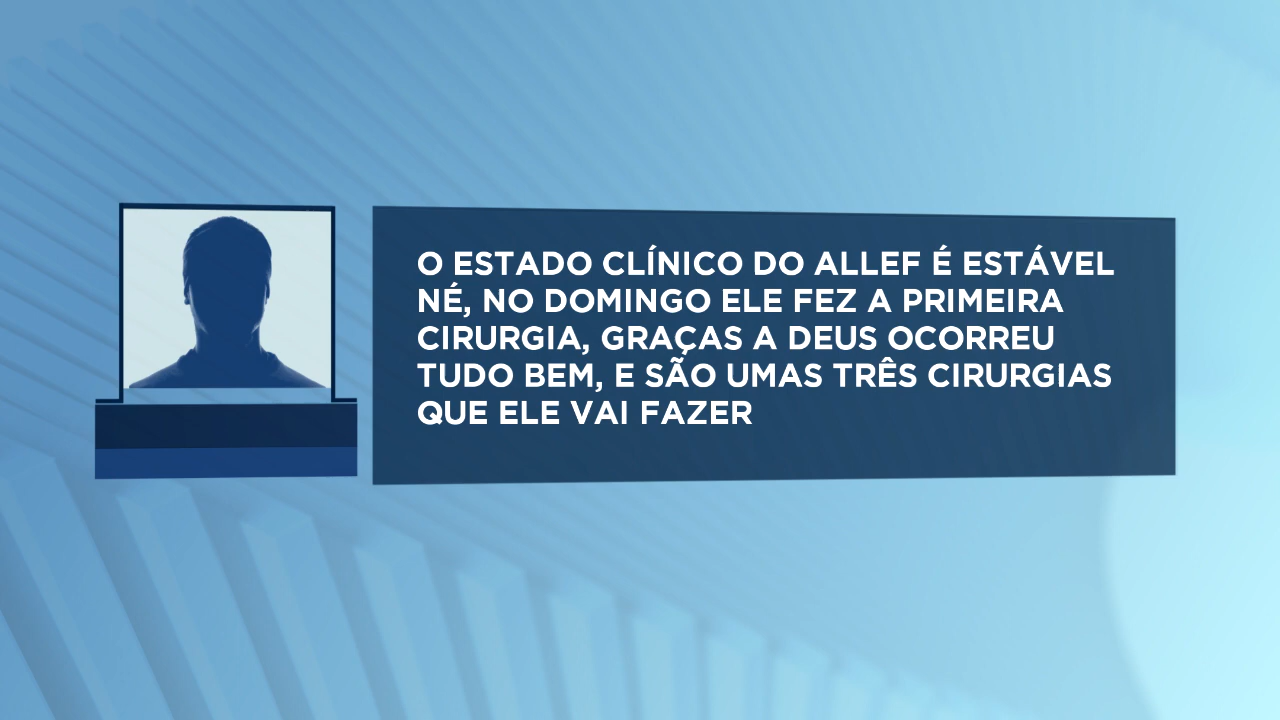 O ESTADO CLÍNICO DO ALLEF É ESTÁVEL
NÉ, NO DOMINGO ELE FEZ A PRIMEIRA
CIRURGIA, GRAÇAS A DEUS OCORREU
TUDO BEM, E SÃO UMAS TRÊS CIRURGIAS
QUE ELE VAI FAZER